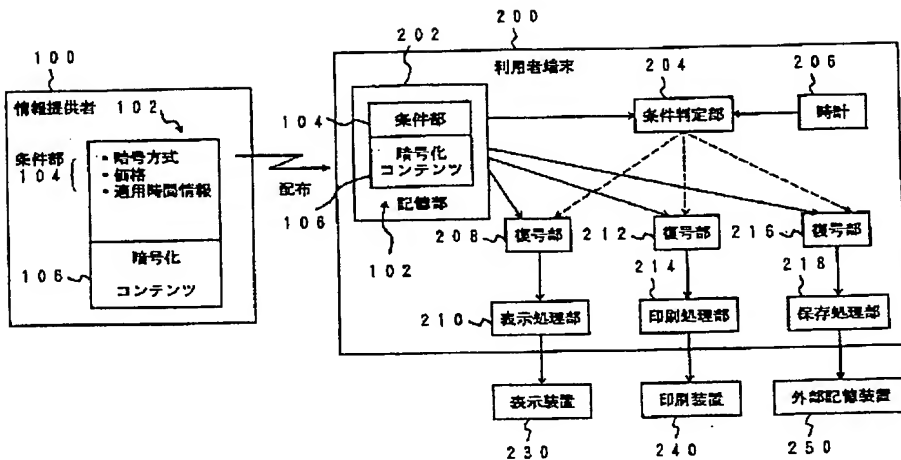 200
202
100
利用者端末
204
206
情報提供者
102
104
条件部
条件判定部
時計
条件部
104
・暗号方式
・価格
・適用時間情報
暗号化
コンテンツ
配布
106
記憶部
102
208
復号部
212
復号部
216
復号部
106
暗号化
コンテンツ
210
表示処理部
214
印刷処理部
218
保存処理部
表示装置
印刷装置
外部記憶装置
230
240
250